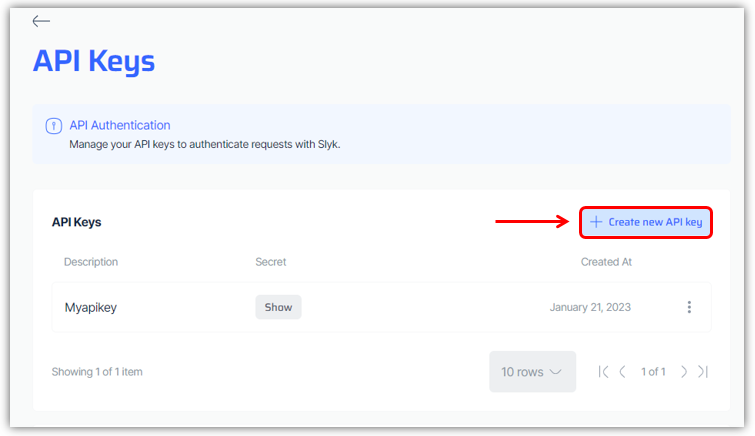 API Keys
API Authentication
Manage your API keys to authenticate requests with Slyk.
API Keys
Create new API key
Description Secret Created At
Myapikey Show January 21, 2023
Showing 1 of 1 item 10 rows 1 of 1